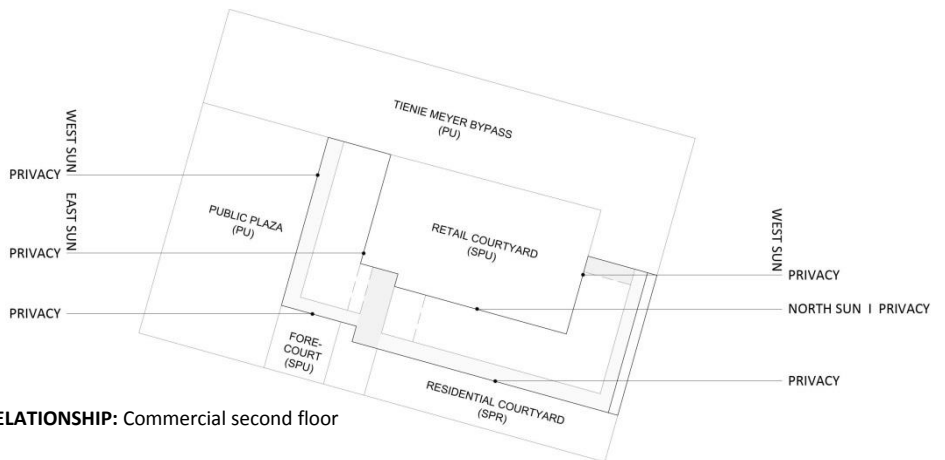 TIENIE MEYER BYPASS
(PU)
WEST SUN
PRIVACY
EAST SUN
PUBLIC PLAZA
(PU)
RETAIL COURTYARD
(SPU)
WEST SUN
PRIVACY
PRIVACY
NORTH SUN I PRIVACY
PRIVACY
FORE-
COURT
(SPU)
PRIVACY
RESIDENTIAL COURTYARD
(SPR)
ELATIONSHIP: Commercial second floor